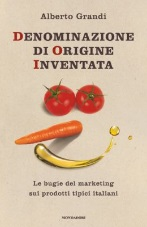 Alberto Grandi
DENOMINAZIONE
DI ORIGINE
INVENTATA
Le bugie del marketing
sui prodotti tipici italiani
MONDADORI